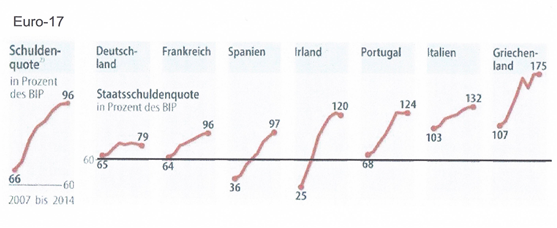 Euro-17
Schulden-
quote
in Prozent
des BIP
96
66
60
2007 bis 2014
Deutsch-
land
Frankreich
Spanien
Irland
Portugal
Italien
Griechen-
land
Staatsschuldenquote
in Prozent des BIP
60
65
79
64
96
36
97
25
120
68
124
103
132
107
175